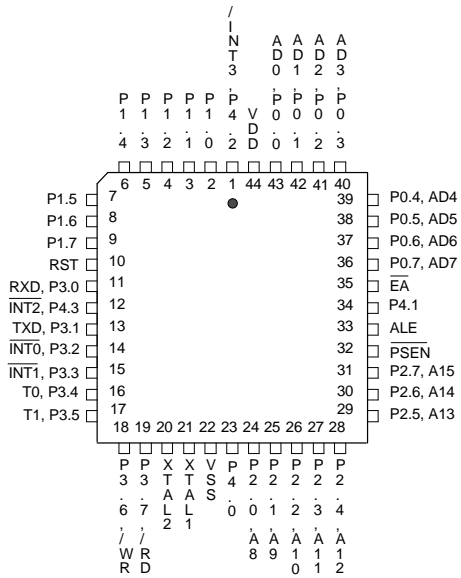 /INT3, P4.2
AD0, P0.0
AD1, P0.1
AD2, P0.2
AD3, P0.3
P1.4
P1.3
P1.2
P1.1
P1.0
VDD
6 5 4 3 2 1 44 43 42 41 40
P1.5 7 39 P0.4, AD4
P1.6 8 38 P0.5, AD5
P1.7 9 37 P0.6, AD6
RST 10 36 P0.7, AD7
RXD, P3.0 11 35 EA
INT2, P4.3 12 34 P4.1
TXD, P3.1 13 33 ALE
INT0, P3.2 14 32 PSEN
INT1, P3.3 15 31 P2.7, A15
T0, P3.4 16 30 P2.6, A14
T1, P3.5 17 29 P2.5, A13
18 19 20 21 22 23 24 25 26 27 28
P3.6, /WR
P3.7, /RD
XTAL2
XTAL1
VSS
P4.0
P2.0, A8
P2.1, A9
P2.2, A10
P2.3, A11
P2.4, A12